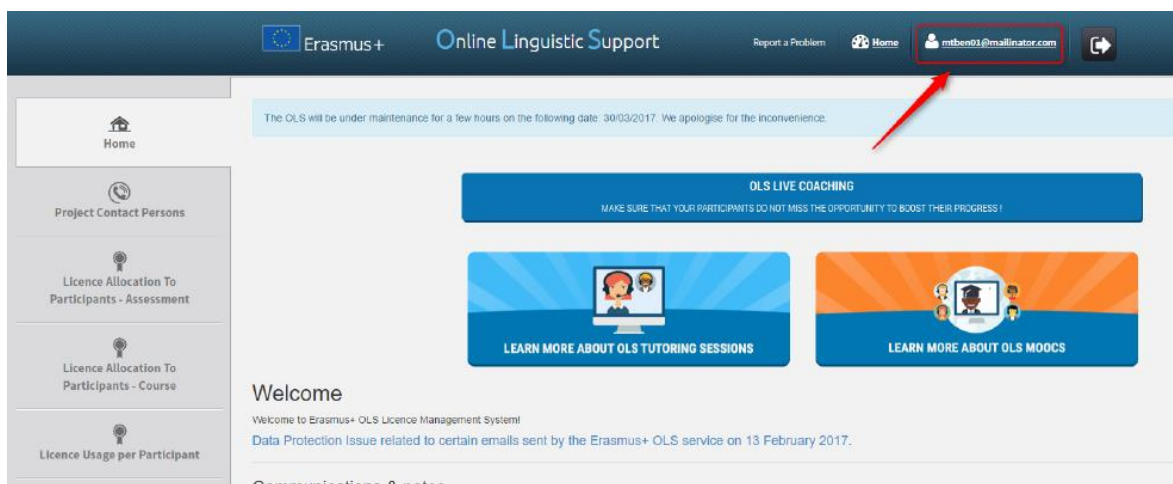 Erasmus+
Online Linguistic Support
Report a Problem
Home
mtben01@mailinator.com
Home
Project Contact Persons
Licence Allocation To
Participants - Assessment
Licence Allocation To
Participants - Course
Licence Usage per Participant
The OLS will be under maintenance for a few hours on the following date: 30/03/2017. We apologise for the inconvenience.
OLS LIVE COACHING
MAKE SURE THAT YOUR PARTICIPANTS DO NOT MISS THE OPPORTUNITY TO BOOST THEIR PROGRESS !
LEARN MORE ABOUT OLS TUTORING SESSIONS
LEARN MORE ABOUT OLS MOOCS
Welcome
Welcome to Erasmus+ OLS Licence Management System!
Data Protection Issue related to certain emails sent by the Erasmus+ OLS service on 13 February 2017.
Communications & notes